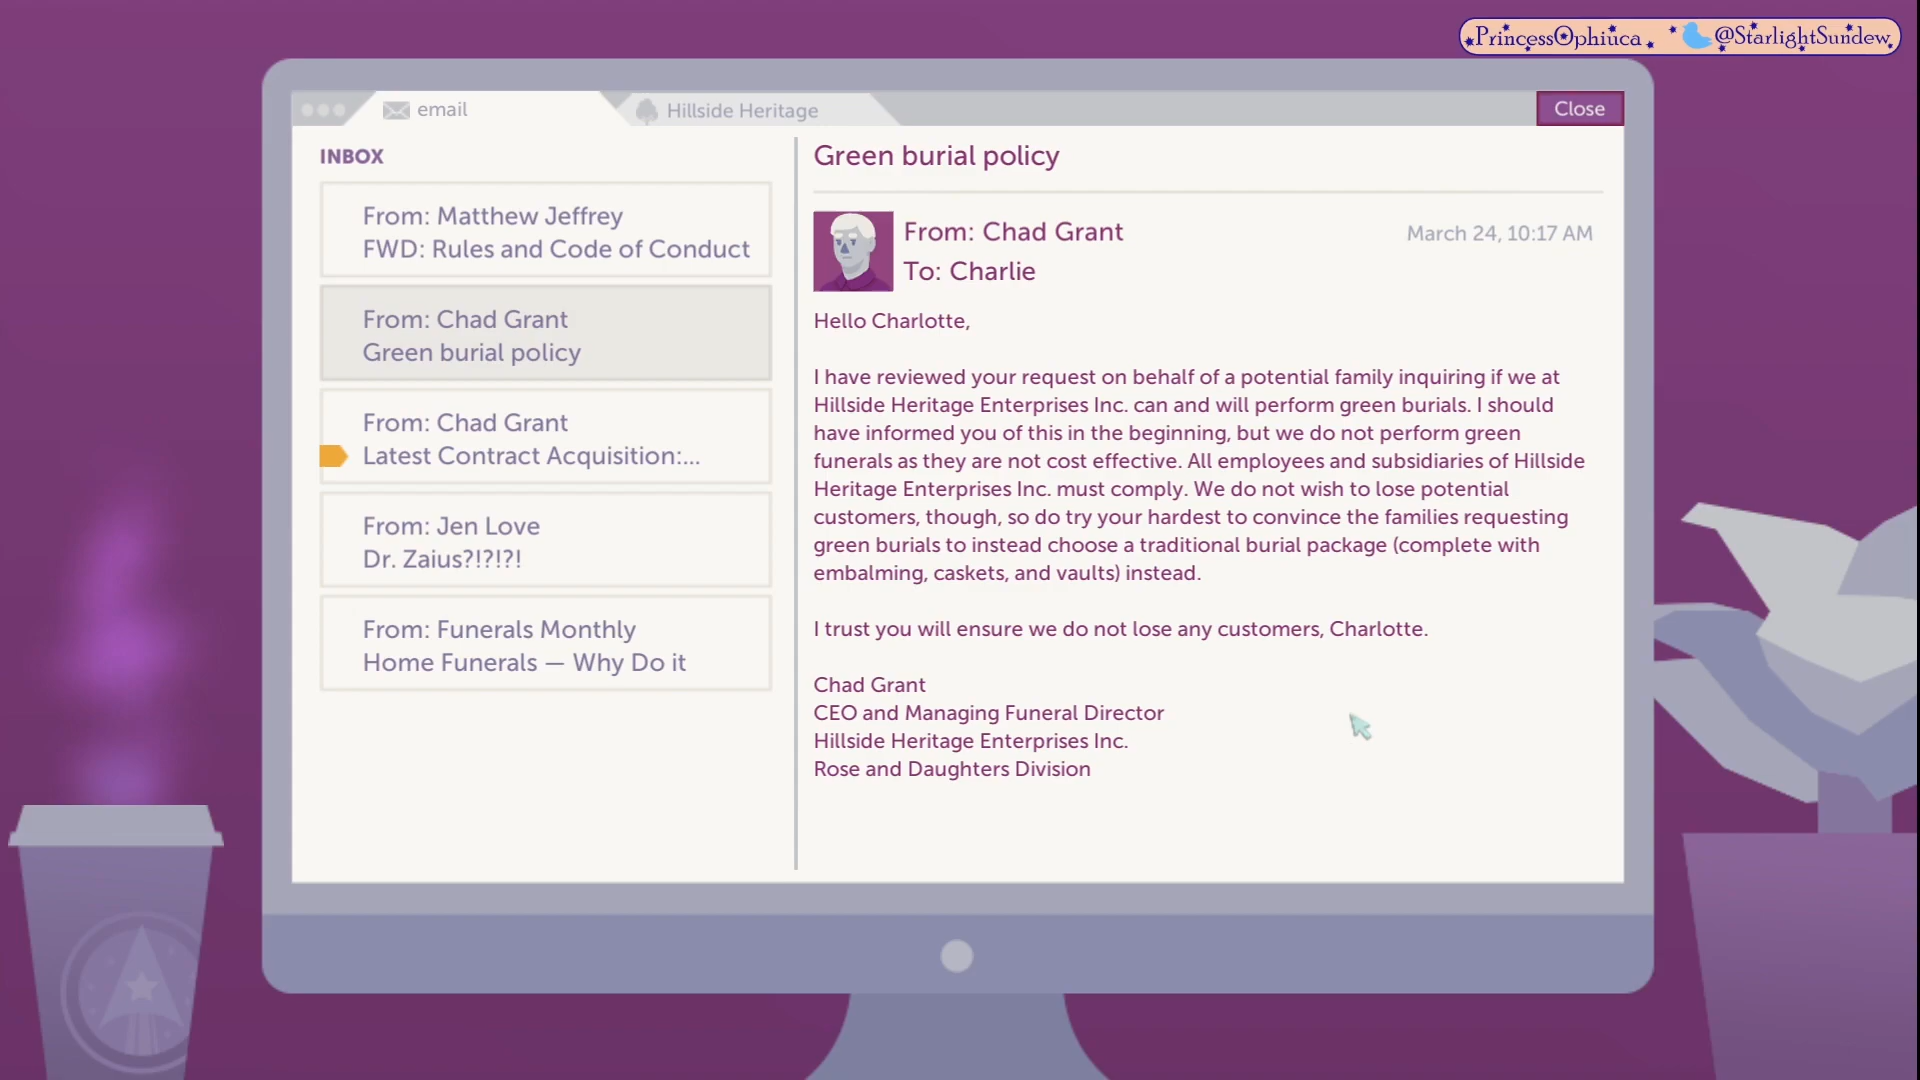 PrincessOphiuca @StarlightSundew
email
Hillside Heritage
Close
INBOX
From: Matthew Jeffrey
FWD: Rules and Code of Conduct
From: Chad Grant
Green burial policy
From: Chad Grant
Latest Contract Acquisition:...
From: Jen Love
Dr. Zaius?!?!?!
From: Funerals Monthly
Home Funerals — Why Do it
Green burial policy
From: Chad Grant
March 24, 10:17 AM
To: Charlie
Hello Charlotte,
I have reviewed your request on behalf of a potential family inquiring if we at
Hillside Heritage Enterprises Inc. can and will perform green burials. I should
have informed you of this in the beginning, but we do not perform green
funerals as they are not cost effective. All employees and subsidiaries of Hillside
Heritage Enterprises Inc. must comply. We do not wish to lose potential
customers, though, so do try your hardest to convince the families requesting
green burials to instead choose a traditional burial package (complete with
embalming, caskets, and vaults) instead.
I trust you will ensure we do not lose any customers, Charlotte.
Chad Grant
CEO and Managing Funeral Director
Hillside Heritage Enterprises Inc.
Rose and Daughters Division